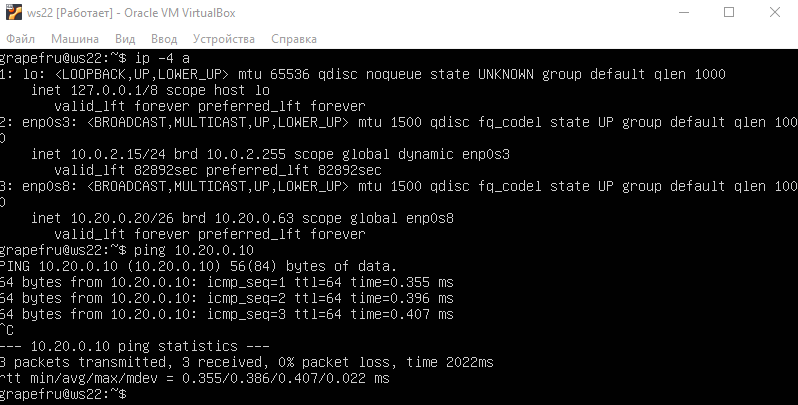 ws22 [Работает] - Oracle VM VirtualBox
Файл Машина Вид Ввод Устройства Справка
grapefru@ws22:~$ ip -4 a
1: lo: <LOOPBACK,UP,LOWER_UP> mtu 65536 qdisc noqueue state UNKNOWN group default qlen 1000
    inet 127.0.0.1/8 scope host lo
       valid_lft forever preferred_lft forever
2: enp0s3: <BROADCAST,MULTICAST,UP,LOWER_UP> mtu 1500 qdisc fq_codel state UP group default qlen 100
0
    inet 10.0.2.15/24 brd 10.0.2.255 scope global dynamic enp0s3
       valid_lft 82892sec preferred_lft 82892sec
3: enp0s8: <BROADCAST,MULTICAST,UP,LOWER_UP> mtu 1500 qdisc fq_codel state UP group default qlen 100
0
    inet 10.20.0.20/26 brd 10.20.0.63 scope global enp0s8
       valid_lft forever preferred_lft forever
grapefru@ws22:~$ ping 10.20.0.10
PING 10.20.0.10 (10.20.0.10) 56(84) bytes of data.
64 bytes from 10.20.0.10: icmp_seq=1 ttl=64 time=0.355 ms
64 bytes from 10.20.0.10: icmp_seq=2 ttl=64 time=0.396 ms
64 bytes from 10.20.0.10: icmp_seq=3 ttl=64 time=0.407 ms
^C
--- 10.20.0.10 ping statistics ---
3 packets transmitted, 3 received, 0% packet loss, time 2022ms
rtt min/avg/max/mdev = 0.355/0.386/0.407/0.022 ms
grapefru@ws22:~$